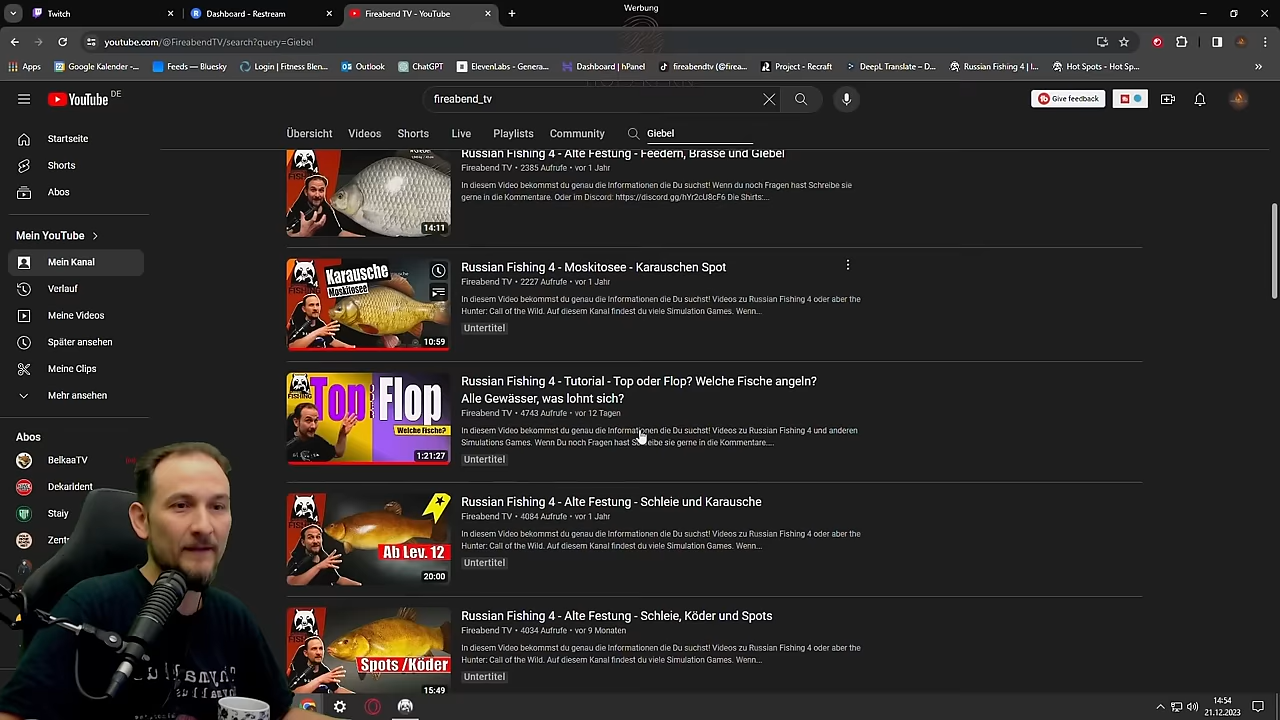 Werbung
Twitch
Dashboard - Restream
Fireabend TV - YouTube
youtube.com/@FireabendTV/search?query=Giebel
Apps
Google Kalender -...
Feeds — Bluesky
Login | Fitness Blen...
Outlook
ChatGPT
ElevenLabs - Genera...
Dashboard | hPanel
fireabendtv (@firea...
Project - Recraft
DeepL Translate – D...
Russian Fishing 4 | I...
Hot Spots - Hot Sp...
YouTube DE
fireabend_tv
Give feedback
Startseite
Shorts
Abos
Mein YouTube
Mein Kanal
Verlauf
Meine Videos
Später ansehen
Meine Clips
Mehr ansehen
Abos
BelkaaTV
Dekarldent
Staiy
Übersicht
Videos
Shorts
Live
Playlists
Community
Giebel
14:11
Russian Fishing 4 - Alte Festung - Feedern, Brasse und Giebel
Fireabend TV • 2385 Aufrufe • vor 1 Jahr
In diesem Video bekommst du genau die Informationen die Du suchst! Wenn du noch Fragen hast Schreibe sie
gerne in die Kommentare. Oder im Discord: https://discord.gg/hYr2cU8cF6 Die Shirts:...
Karausche
Moskitosee
10:59
Russian Fishing 4 - Moskitosee - Karauschen Spot
Fireabend TV • 2227 Aufrufe • vor 1 Jahr
In diesem Video bekommst du genau die Informationen die Du suchst! Videos zu Russian Fishing 4 oder aber the
Hunter: Call of the Wild. Auf diesem Kanal findest du viele Simulation Games. Wenn...
Untertitel
FISHING
Top Flop
Welche Fische?
1:21:27
Russian Fishing 4 - Tutorial - Top oder Flop? Welche Fische angeln?
Alle Gewässer, was lohnt sich?
Fireabend TV • 4743 Aufrufe • vor 12 Tagen
In diesem Video bekommst du genau die Informationen die Du suchst! Videos zu Russian Fishing 4 und anderen
Simulations Games. Wenn Du noch Fragen hast Schreibe sie gerne in die Kommentare....
Untertitel
Ab Lev. 12
20:00
Russian Fishing 4 - Alte Festung - Schleie und Karausche
Fireabend TV • 4084 Aufrufe • vor 1 Jahr
In diesem Video bekommst du genau die Informationen die Du suchst! Videos zu Russian Fishing 4 oder aber the
Hunter: Call of the Wild. Auf diesem Kanal findest du viele Simulation Games. Wenn...
Untertitel
Spots /Köder
15:49
Russian Fishing 4 - Alte Festung - Schleie, Köder und Spots
Fireabend TV • 4034 Aufrufe • vor 9 Monaten
In diesem Video bekommst du genau die Informationen die Du suchst! Videos zu Russian Fishing 4 oder aber the
Hunter: Call of the Wild. Auf diesem Kanal findest du viele Simulation Games. Wenn...
Untertitel
14:54
21.12.2023